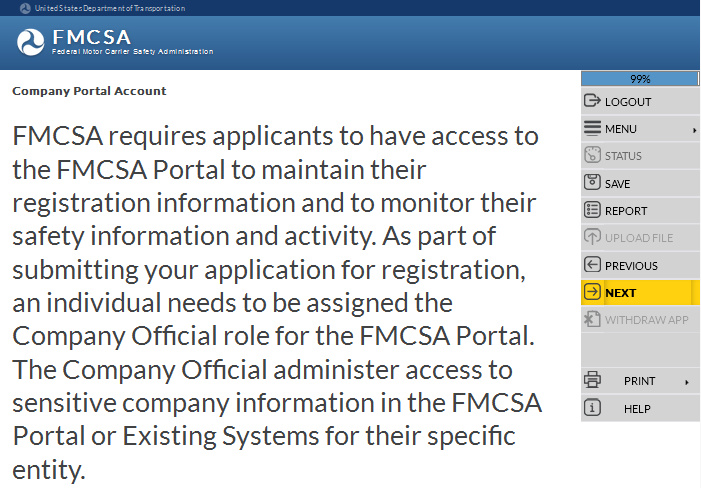 United States Department of Transportation
FMCSA
Federal Motor Carrier Safety Administration
Company Portal Account
FMCSA requires applicants to have access to
the FMCSA Portal to maintain their
registration information and to monitor their
safety information and activity. As part of
submitting your application for registration,
an individual needs to be assigned the
Company Official role for the FMCSA Portal.
The Company Official administer access to
sensitive company information in the FMCSA
Portal or Existing Systems for their specific
entity.
99%
LOGOUT
MENU
STATUS
SAVE
REPORT
UPLOAD FILE
PREVIOUS
NEXT
WITHDRAW APP
PRINT
HELP